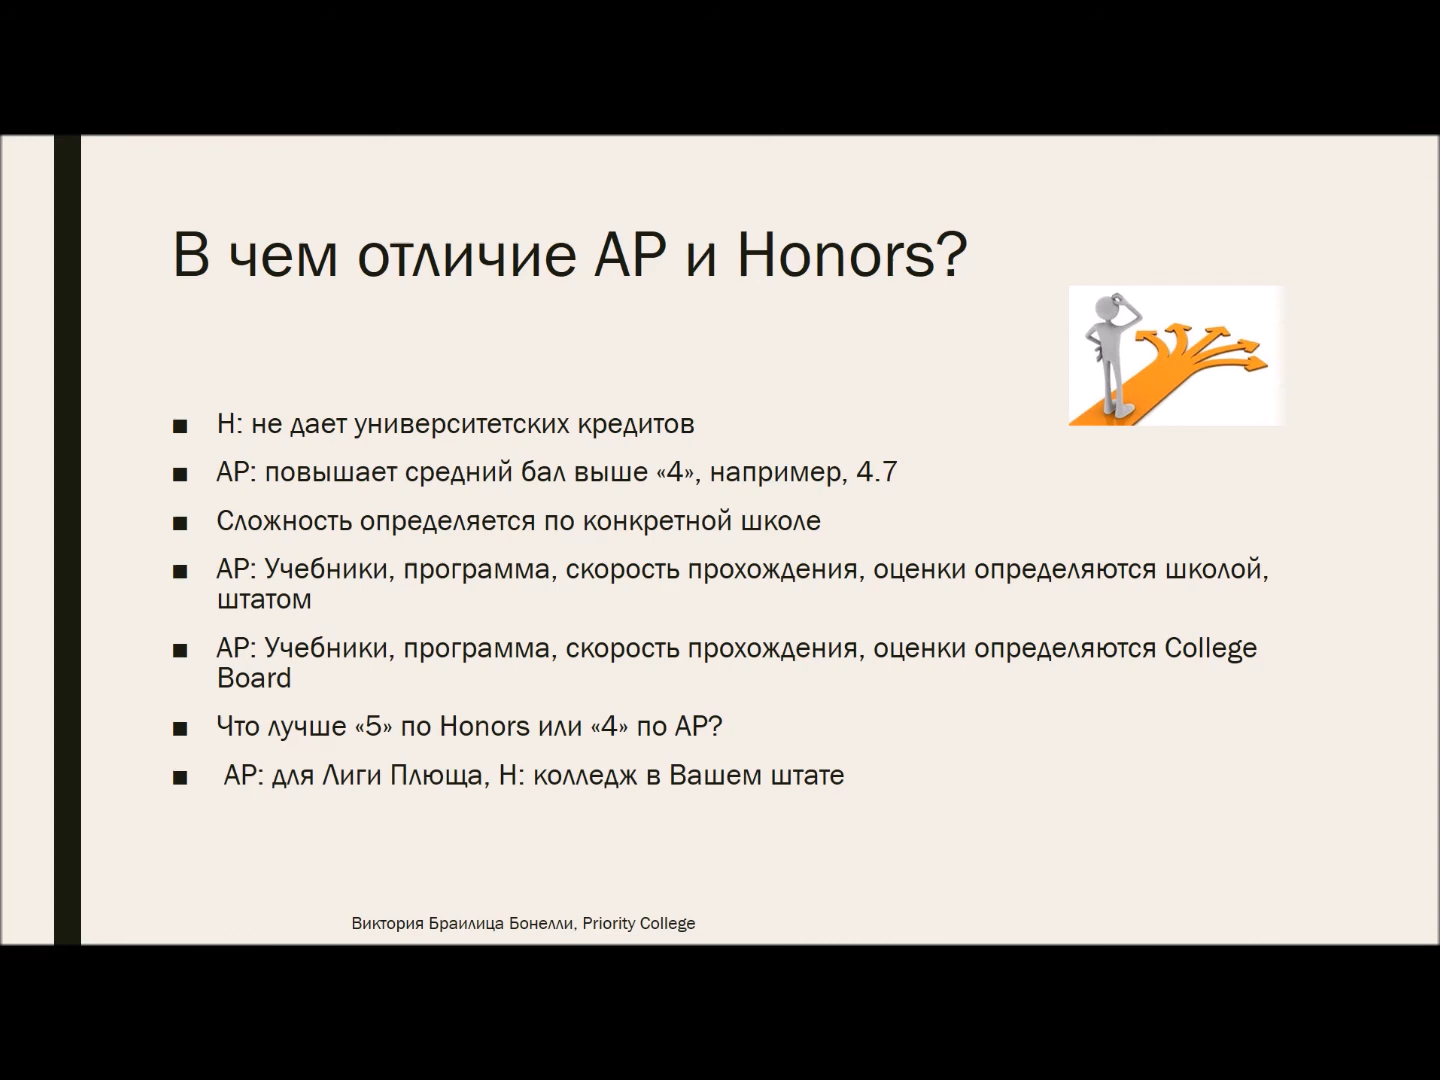 В чем отличие AP и Honors?
■ H: не дает университетских кредитов
■ AP: повышает средний бал выше «4», например, 4.7
■ Сложность определяется по конкретной школе
■ AP: Учебники, программа, скорость прохождения, оценки определяются школой,
штатом
■ AP: Учебники, программа, скорость прохождения, оценки определяются College
Board
■ Что лучше «5» по Honors или «4» по AP?
■ AP: для Лиги Плюща, H: колледж в Вашем штате
Виктория Браилица Бонелли, Priority College